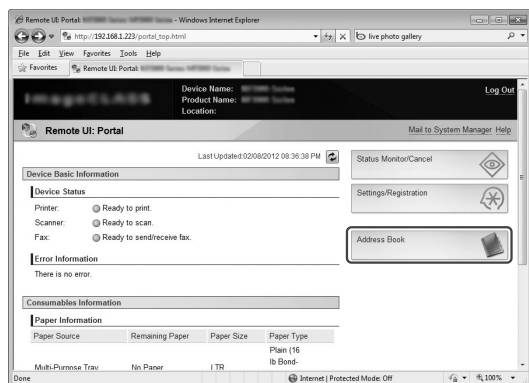 Remote UI: Portal: - Windows Internet Explorer
http://192.168.1.223/portal_top.html
live photo gallery
File Edit View Favorites Tools Help
Favorites
Remote UI: Portal:
Device Name:
Product Name:
Location:
Log Out
Remote UI: Portal
Mail to System Manager Help
Last Updated:02/08/2012 08:36:38 PM
Device Basic Information
Device Status
Printer: Ready to print.
Scanner: Ready to scan.
Fax: Ready to send/receive fax.
Error Information
There is no error.
Consumables Information
Paper Information
Paper Source Remaining Paper Paper Size Paper Type
Plain (16
lb Bond-
Multi-Purpose Tray No Paper LTR
Status Monitor/Cancel
Settings/Registration
Address Book
Done
Internet | Protected Mode: Off
100%